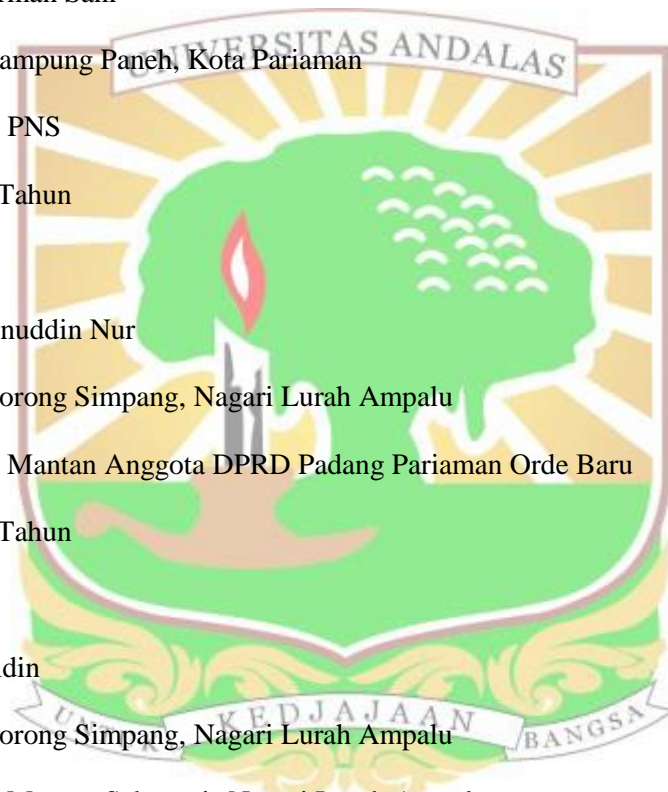 UNIVERSITAS ANDALAS
ampung Paneh, Kota Pariaman
PNS
Tahun
nuddin Nur
orong Simpang, Nagari Lurah Ampalu
Mantan Anggota DPRD Padang Pariaman Orde Baru
Tahun
din
UNTUK KEDJAJAAN BANGSA
orong Simpang, Nagari Lurah Ampalu